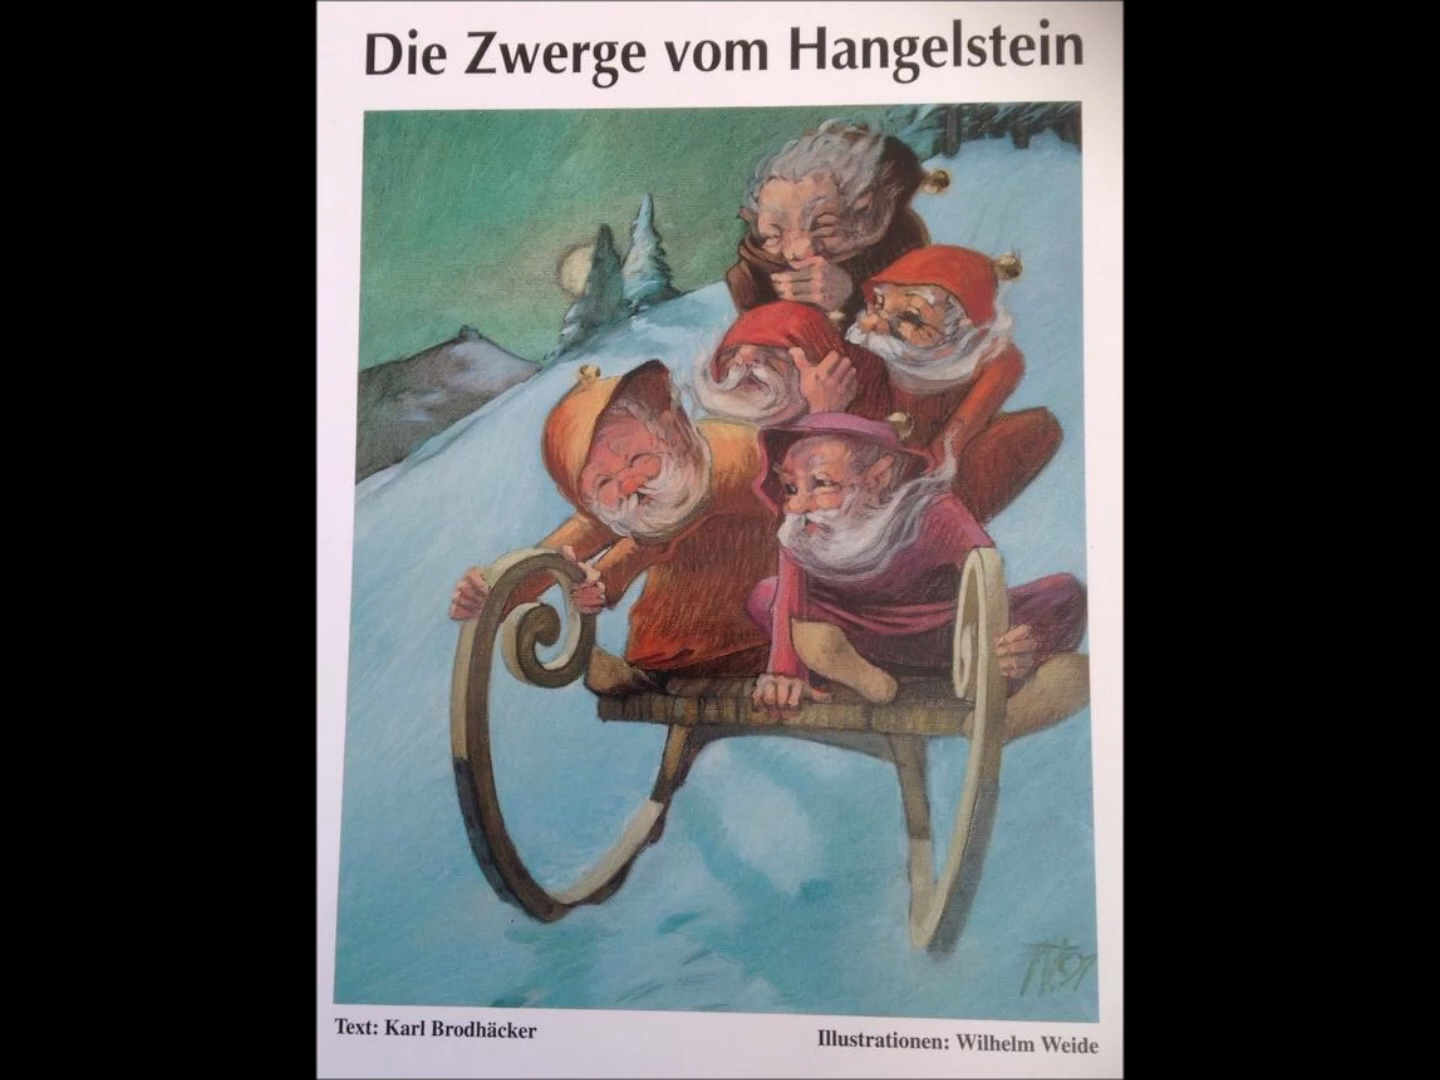 Die Zwerge vom Hangelstein
Text: Karl Brodhäcker
Illustrationen: Wilhelm Weide